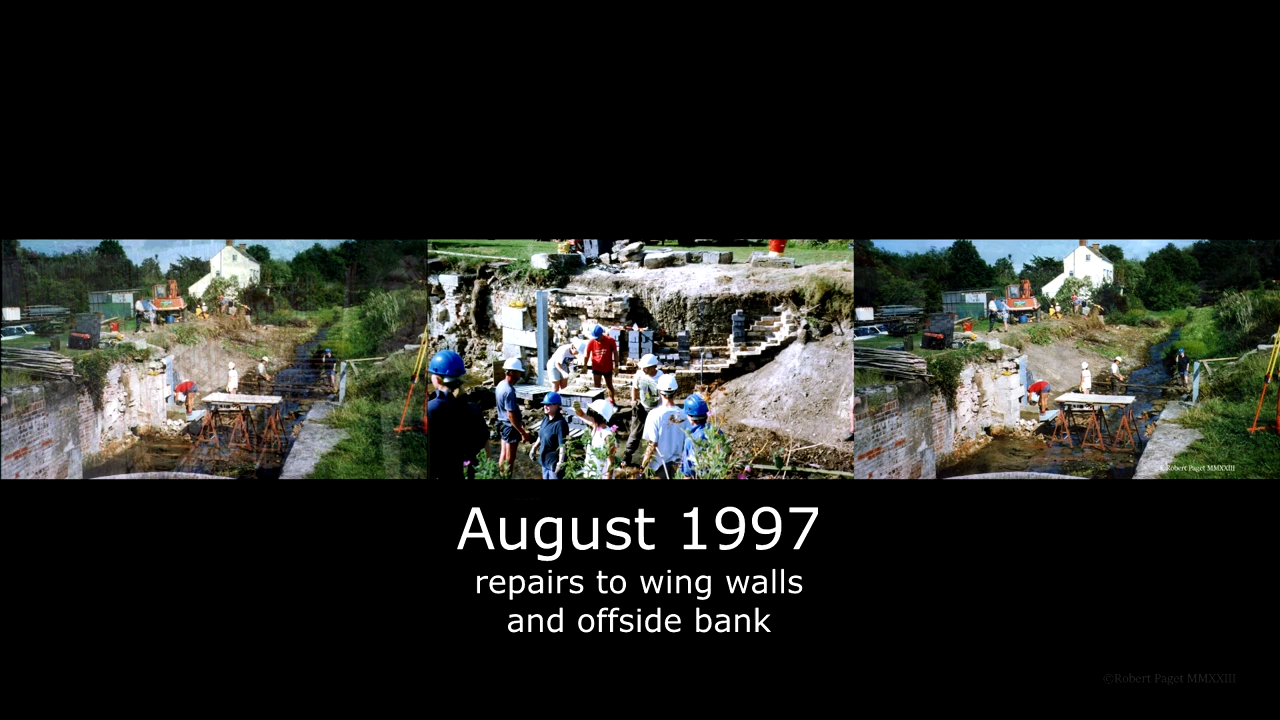 ©Robert Paget MMXXIII
August 1997
repairs to wing walls
and offside bank
©Robert Paget MMXXIII